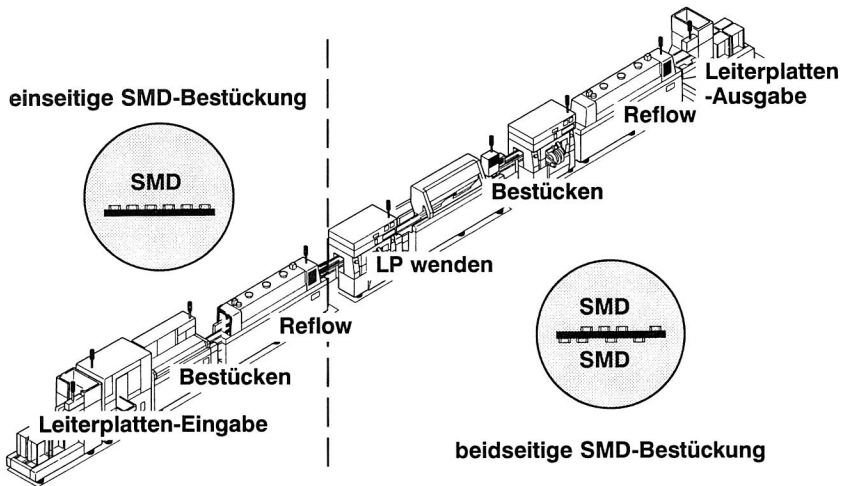 einseitige SMD-Bestückung
SMD
Leiterplatten-Eingabe
Bestücken
Reflow
LP wenden
Bestücken
Reflow
Leiterplatten
-Ausgabe
SMD
SMD
beidseitige SMD-Bestückung